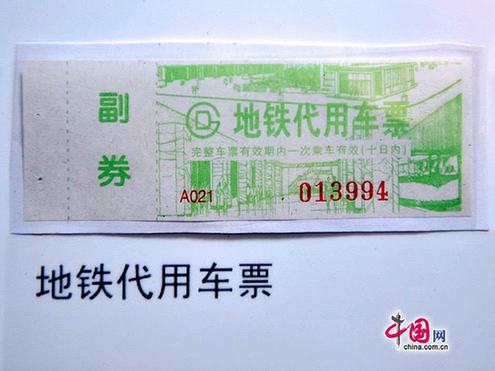 副券
地铁代用车票
完整车票有效期内一次乘车有效(十日内)
A021
013994
地铁代用车票
中国网
china.com.cn